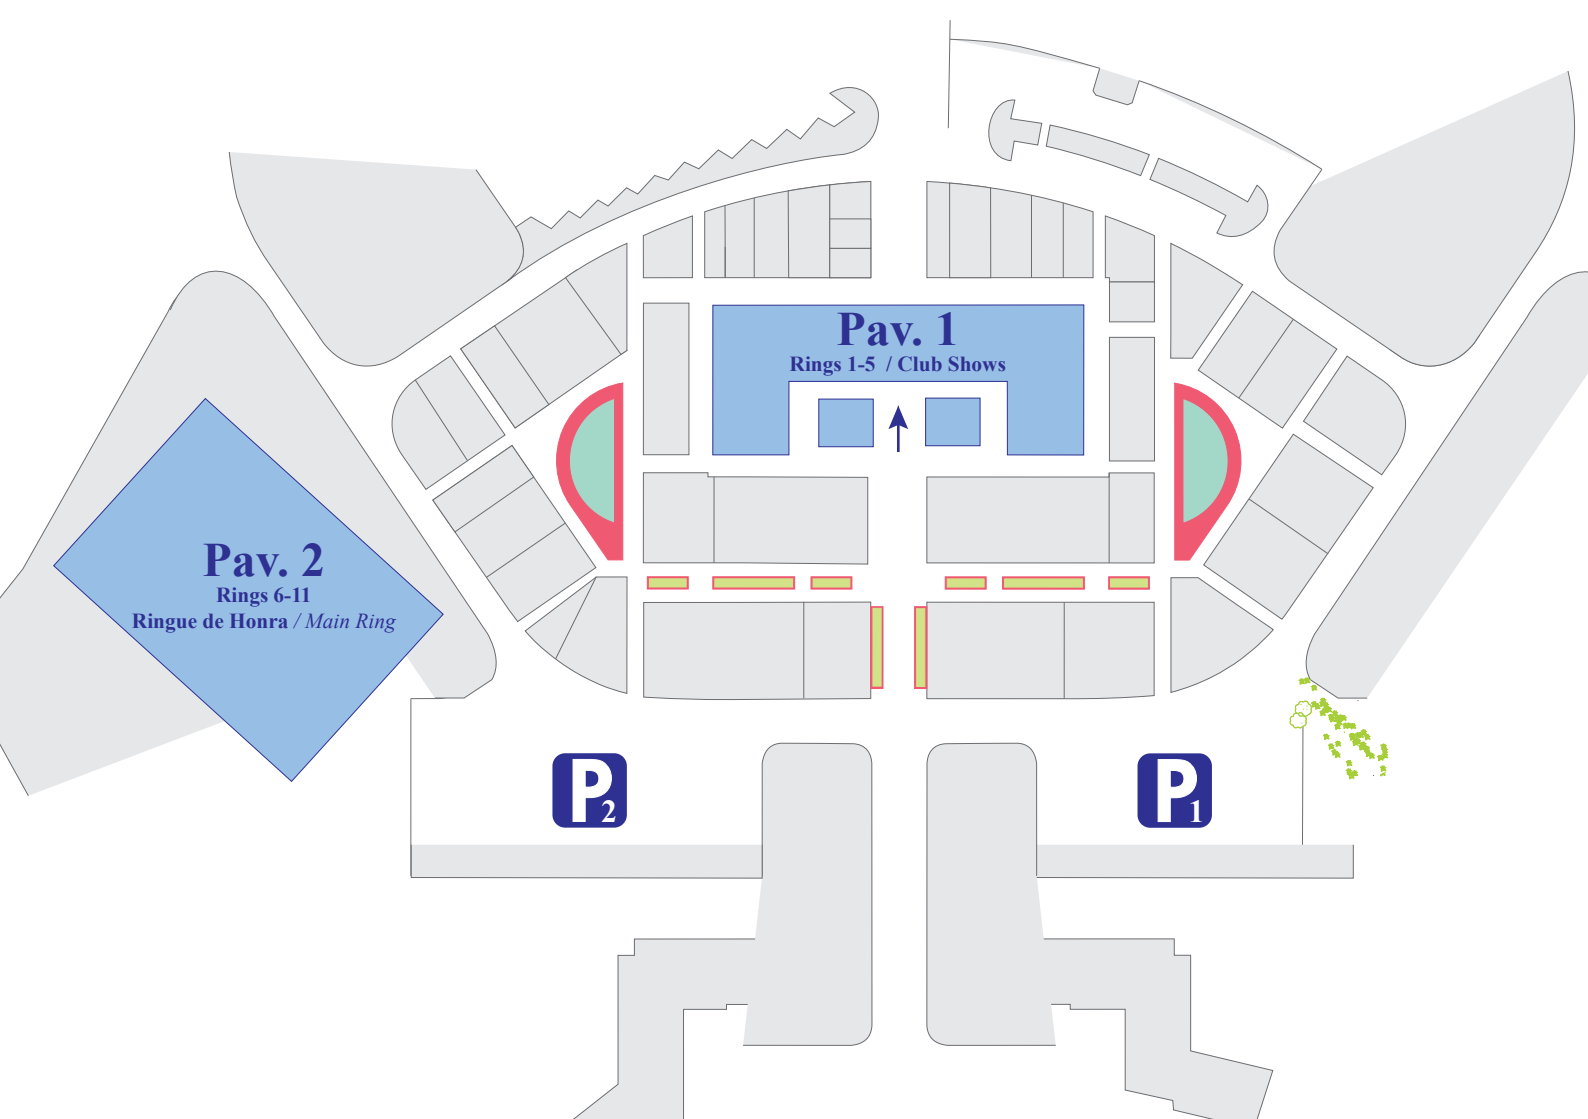 Pav. 1
Rings 1-5 / Club Shows
Pav. 2
Rings 6-11
Ringue de Honra / Main Ring
P2
P1